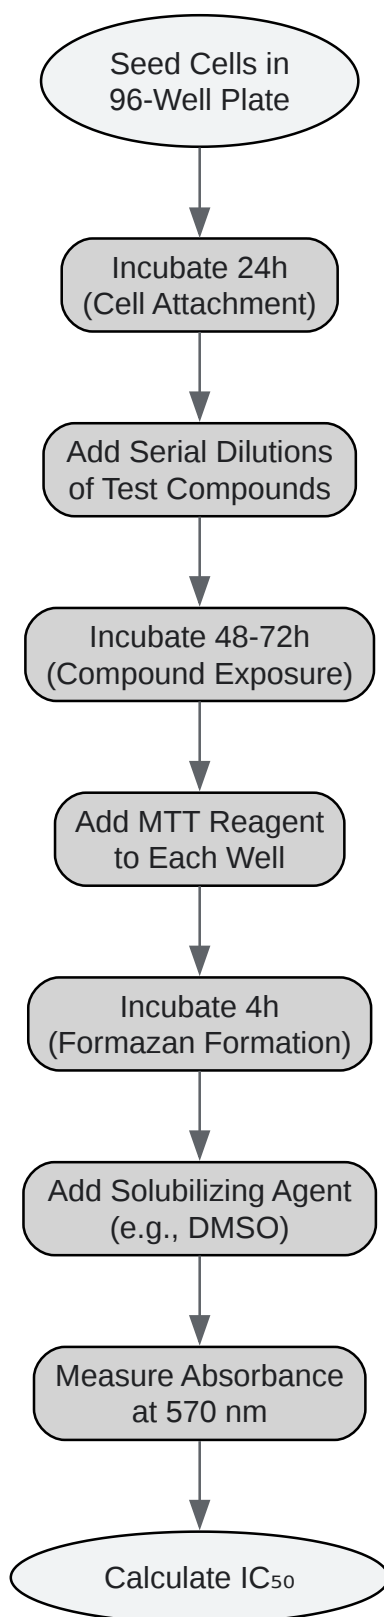 Seed Cells in
96-Well Plate
Incubate 24h
(Cell Attachment)
Add Serial Dilutions
of Test Compounds
Incubate 48-72h
(Compound Exposure)
Add MTT Reagent
to Each Well
Incubate 4h
(Formazan Formation)
Add Solubilizing Agent
(e.g., DMSO)
Measure Absorbance
at 570 nm
Calculate IC₅₀